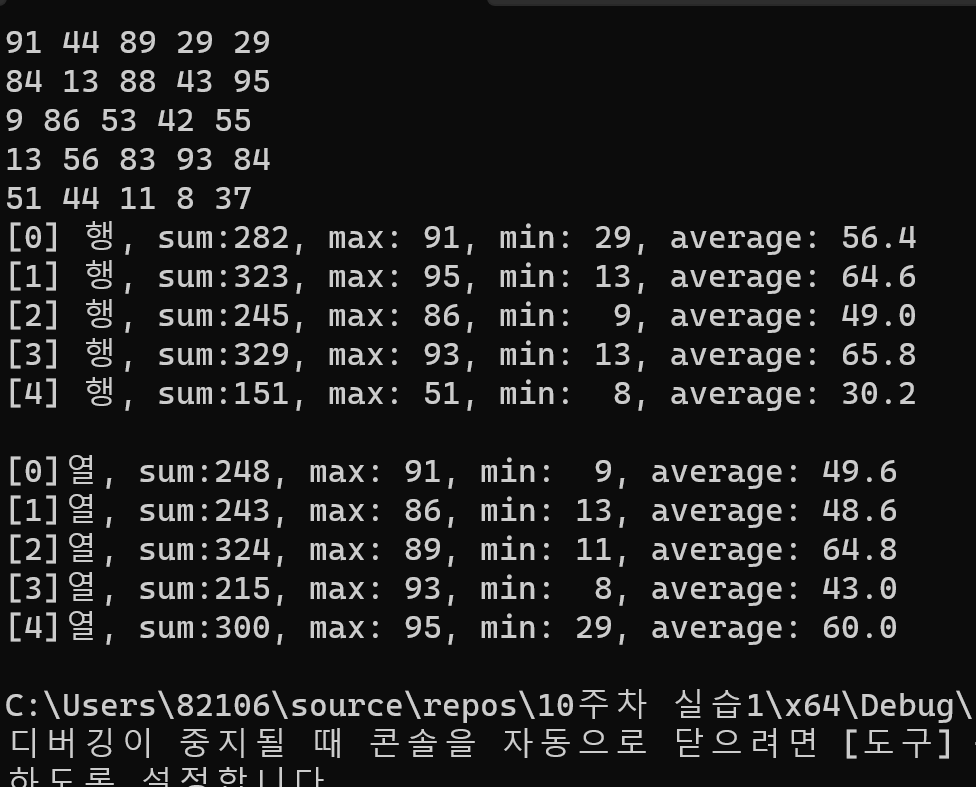 91 44 89 29 29
84 13 88 43 95
9 86 53 42 55
13 56 83 93 84
51 44 11 8 37
[0] 행, sum:282, max: 91, min: 29, average: 56.4
[1] 행, sum:323, max: 95, min: 13, average: 64.6
[2] 행, sum:245, max: 86, min:  9, average: 49.0
[3] 행, sum:329, max: 93, min: 13, average: 65.8
[4] 행, sum:151, max: 51, min:  8, average: 30.2
[0]열, sum:248, max: 91, min:  9, average: 49.6
[1]열, sum:243, max: 86, min: 13, average: 48.6
[2]열, sum:324, max: 89, min: 11, average: 64.8
[3]열, sum:215, max: 93, min:  8, average: 43.0
[4]열, sum:300, max: 95, min: 29, average: 60.0
C:\Users\82106\source\repos\10주차 실습1\x64\Debug\
디버깅이 중지될 때 콘솔을 자동으로 닫으려면 [도구]
하도록 설정합니다